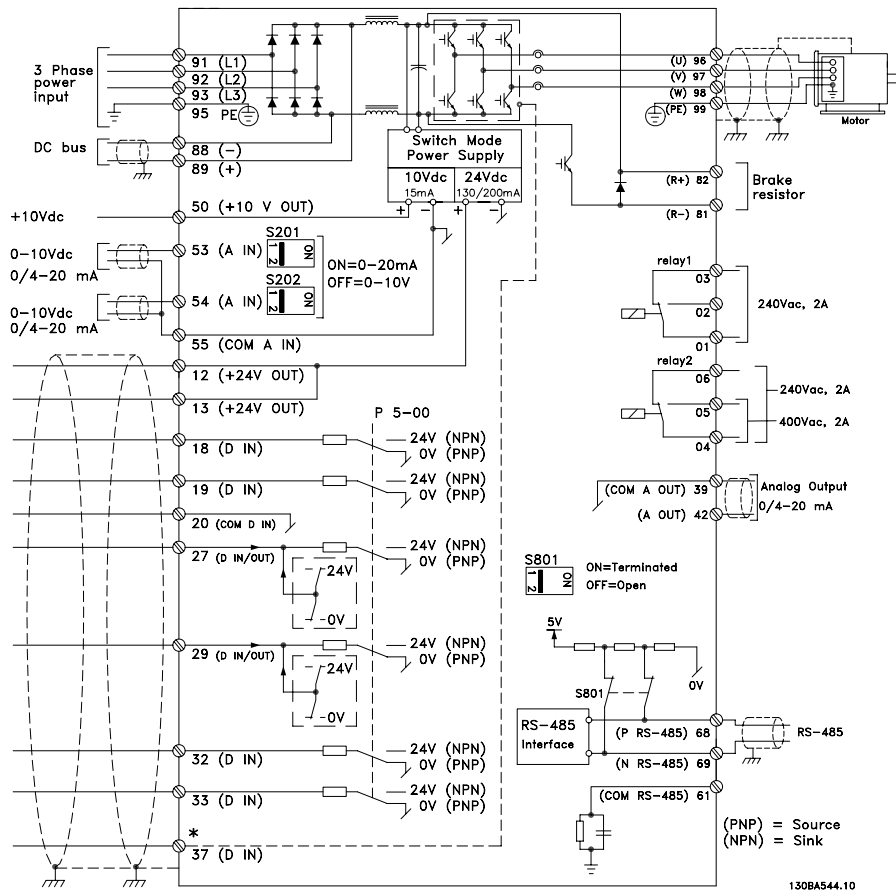 3 Phase
power
input
91 (L1)
92 (L2)
93 (L3)
95 PE
DC bus
88 (-)
89 (+)
+10Vdc
50 (+10 V OUT)
0-10Vdc
0/4-20 mA
53 (A IN)
S201
1 2
ON
ON=0-20mA
OFF=0-10V
0-10Vdc
0/4-20 mA
54 (A IN)
S202
1 2
ON
55 (COM A IN)
12 (+24V OUT)
13 (+24V OUT)
P 5-00
18 (D IN)
24V (NPN)
0V (PNP)
19 (D IN)
24V (NPN)
0V (PNP)
20 (COM D IN)
27 (D IN/OUT)
24V (NPN)
0V (PNP)
24V
0V
29 (D IN/OUT)
24V (NPN)
0V (PNP)
24V
0V
32 (D IN)
24V (NPN)
0V (PNP)
33 (D IN)
24V (NPN)
0V (PNP)
*
37 (D IN)
Switch Mode
Power Supply
10Vdc
15mA
24Vdc
130/200mA
+ - + -
(U) 96
(V) 97
(W) 98
(PE) 99
Motor
(R+) 82
(R-) 81
Brake
resistor
relay1
03
02
01
240Vac, 2A
relay2
06
05
04
240Vac, 2A
400Vac, 2A
(COM A OUT) 39
(A OUT) 42
Analog Output
0/4-20 mA
S801
1 2
ON
ON=Terminated
OFF=Open
5V
S801
0V
RS-485
Interface
(P RS-485) 68
(N RS-485) 69
(COM RS-485) 61
RS-485
(PNP) = Source
(NPN) = Sink
130BA544.10